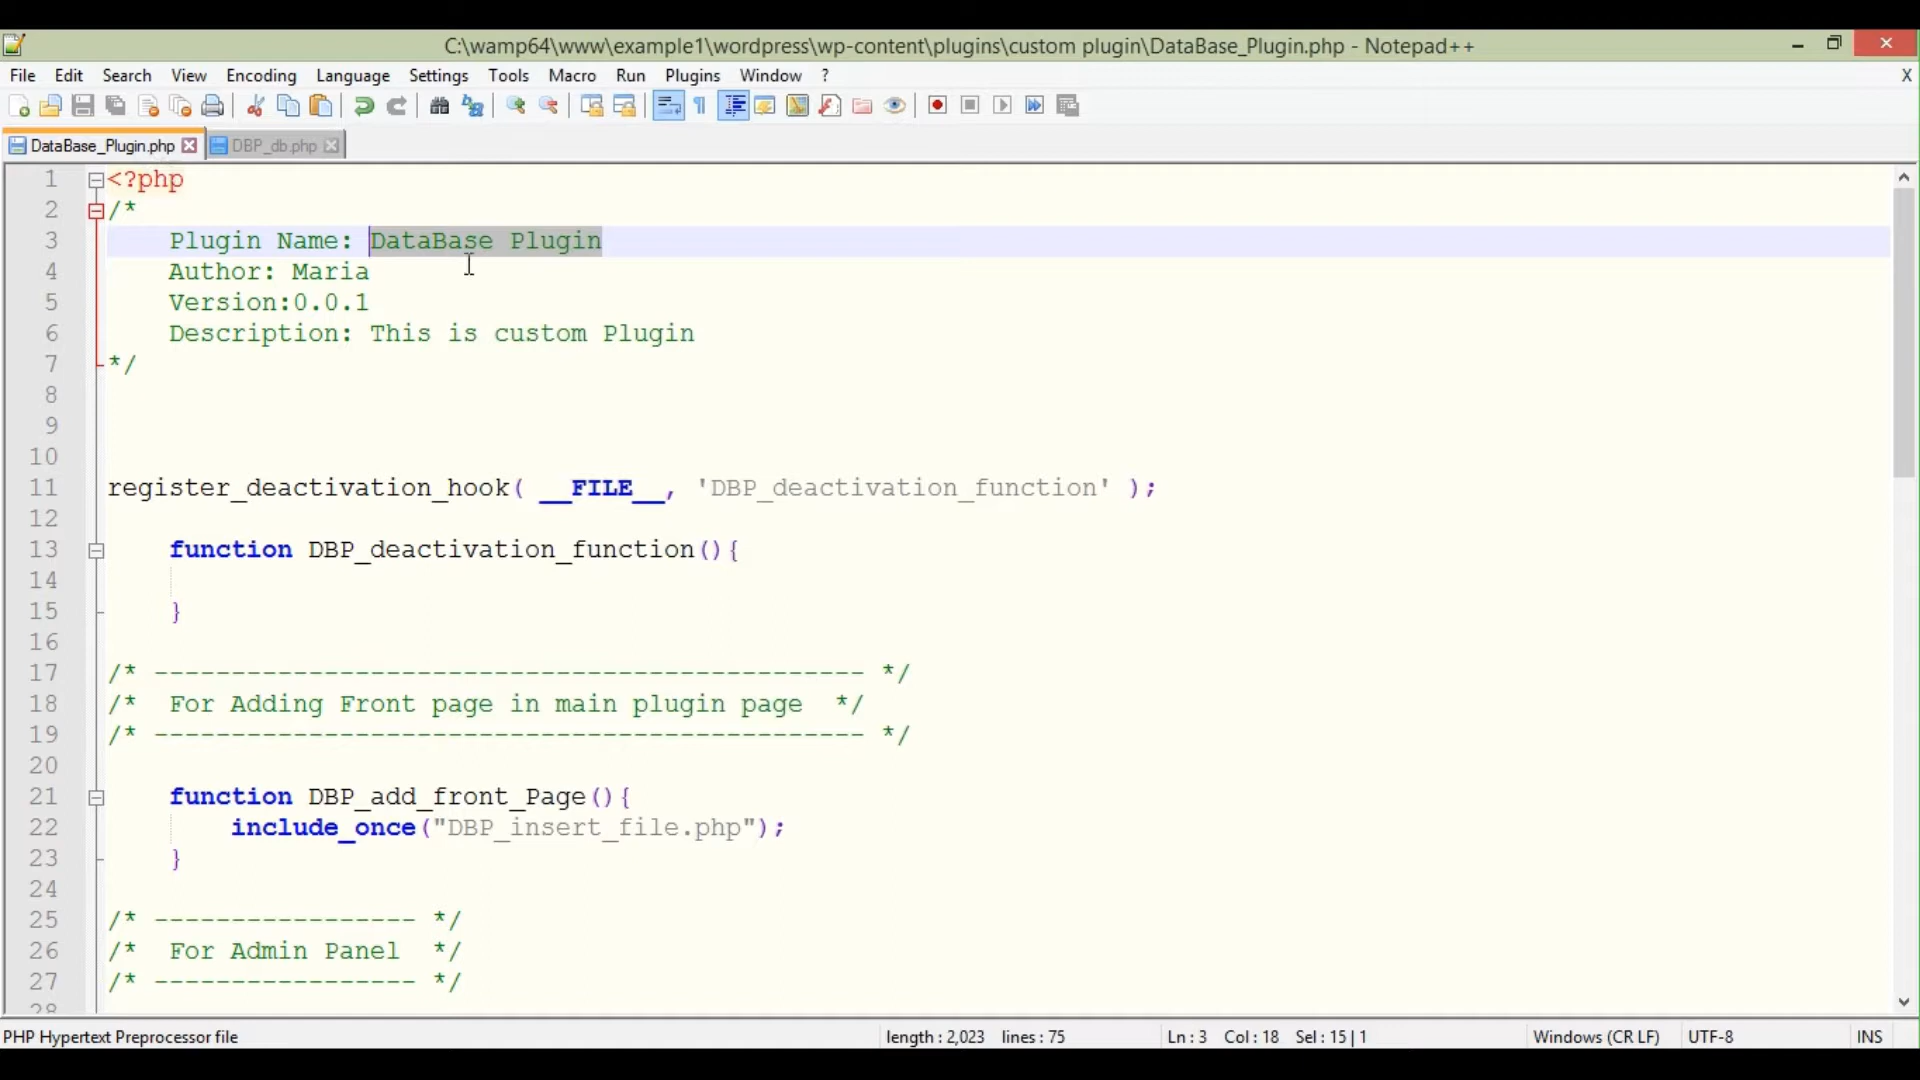 C:\wamp64\www\example1\wordpress\wp-content\plugins\custom plugin\DataBase_Plugin.php - Notepad++
File Edit Search View Encoding Language Settings Tools Macro Run Plugins Window ? X
DataBase_Plugin.php DBP_db.php
1 <?php
2 /*
3 Plugin Name: DataBase Plugin
4 Author: Maria
5 Version:0.0.1
6 Description: This is custom Plugin
7 */
8
9
10
11 register_deactivation_hook( __FILE__, 'DBP_deactivation_function' );
12
13 function DBP_deactivation_function(){
14
15 }
16
17 /* ---------------------------------------------- */
18 /* For Adding Front page in main plugin page */
19 /* ---------------------------------------------- */
20
21 function DBP_add_front_Page(){
22 include_once("DBP_insert_file.php");
23 }
24
25 /* ----------------- */
26 /* For Admin Panel */
27 /* ----------------- */
28
PHP Hypertext Preprocessor file length : 2,023 lines : 75 Ln : 3 Col : 18 Sel : 15 | 1 Windows (CR LF) UTF-8 INS